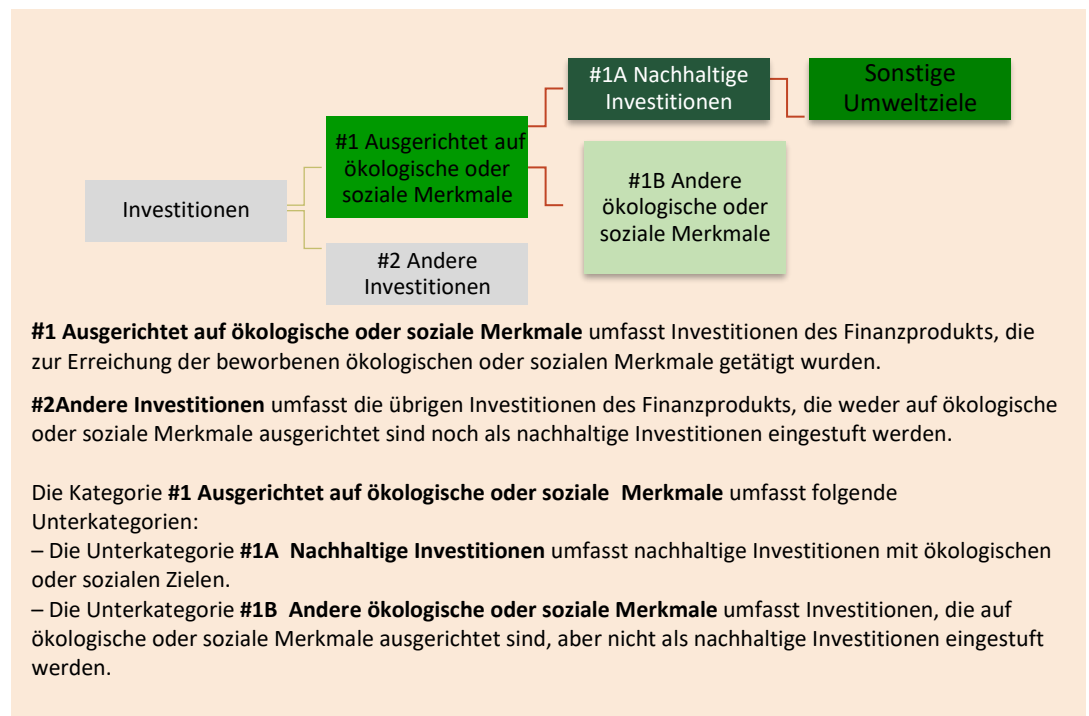 #1A Nachhaltige
Investitionen
Sonstige
Umweltziele
#1 Ausgerichtet auf
ökologische oder
soziale Merkmale
#1B Andere
ökologische oder
soziale Merkmale
Investitionen
#2 Andere
Investitionen
#1 Ausgerichtet auf ökologische oder soziale Merkmale umfasst Investitionen des Finanzprodukts, die
zur Erreichung der beworbenen ökologischen oder sozialen Merkmale getätigt wurden.
#2Andere Investitionen umfasst die übrigen Investitionen des Finanzprodukts, die weder auf ökologische
oder soziale Merkmale ausgerichtet sind noch als nachhaltige Investitionen eingestuft werden.
Die Kategorie #1 Ausgerichtet auf ökologische oder soziale Merkmale umfasst folgende
Unterkategorien:
– Die Unterkategorie #1A Nachhaltige Investitionen umfasst nachhaltige Investitionen mit ökologischen
oder sozialen Zielen.
– Die Unterkategorie #1B Andere ökologische oder soziale Merkmale umfasst Investitionen, die auf
ökologische oder soziale Merkmale ausgerichtet sind, aber nicht als nachhaltige Investitionen eingestuft
werden.